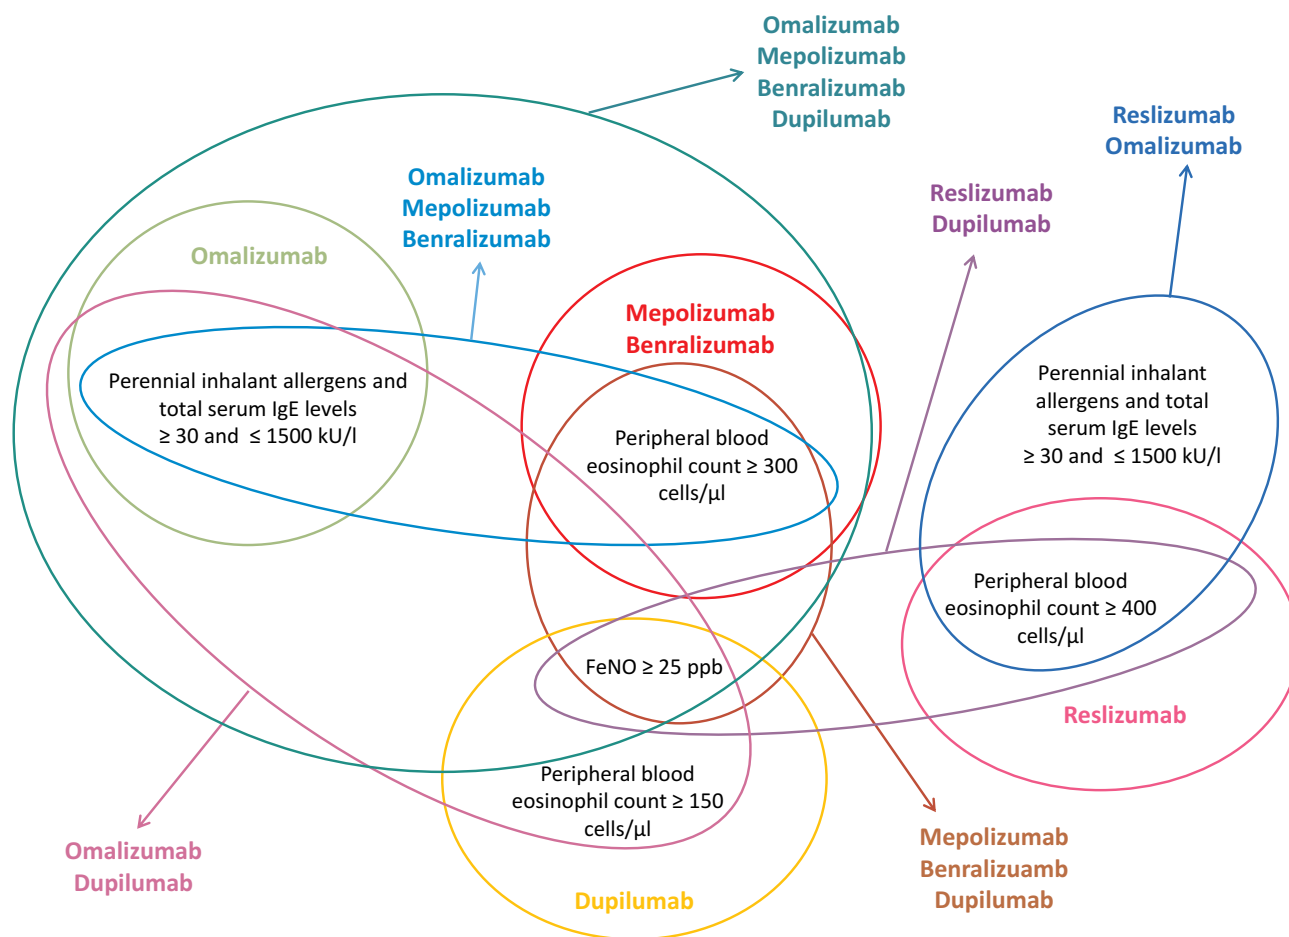 Omalizumab
Mepolizumab
Benralizumab
Dupilumab
Reslizumab
Omalizumab
Omalizumab
Mepolizumab
Benralizumab
Reslizumab
Dupilumab
Omalizumab
Mepolizumab
Benralizumab
Perennial inhalant allergens and
total serum IgE levels
≥ 30 and ≤ 1500 kU/l
Peripheral blood
eosinophil count ≥ 300
cells/µl
Perennial inhalant
allergens and total
serum IgE levels
≥ 30 and ≤ 1500 kU/l
Peripheral blood
eosinophil count ≥ 400
cells/µl
FeNO ≥ 25 ppb
Reslizumab
Peripheral blood
eosinophil count ≥ 150
cells/µl
Omalizumab
Dupilumab
Dupilumab
Mepolizumab
Benralizuamb
Dupilumab